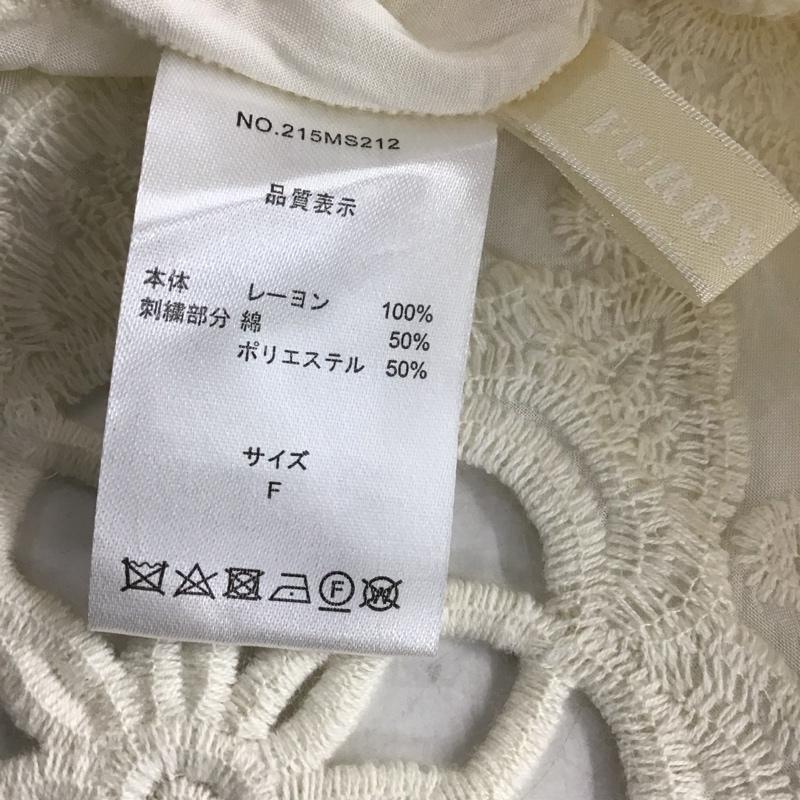 NO.215MS212
品質表示
本体 レーヨン 100%
刺繍部分 綿 50%
ポリエステル 50%
サイズ
F
F W